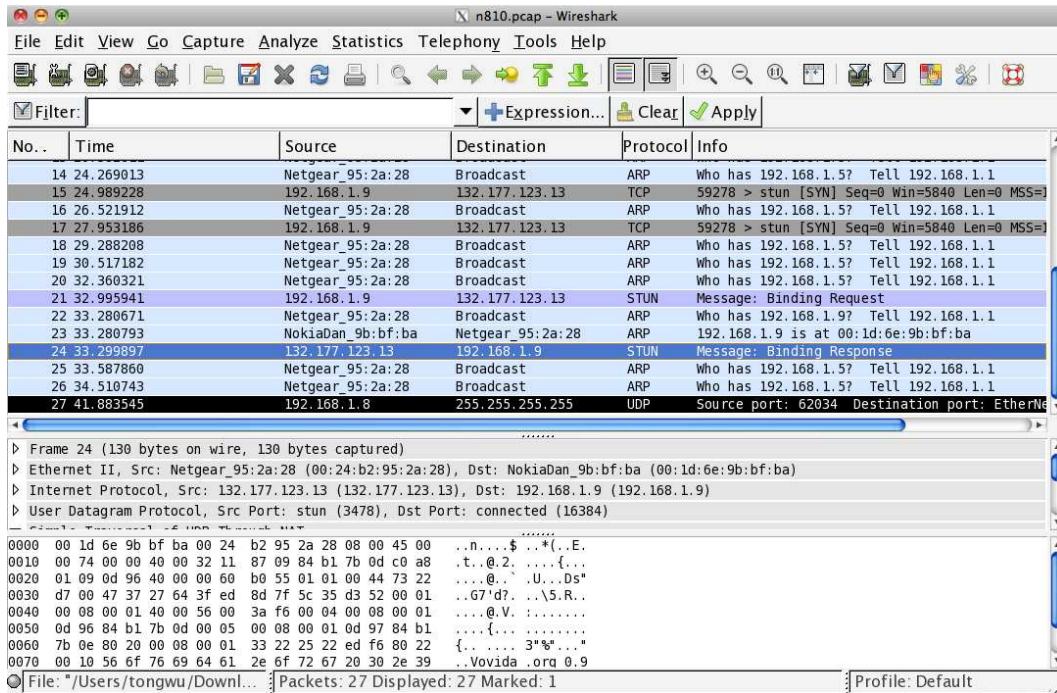 n810.pcap – Wireshark
File Edit View Go Capture Analyze Statistics Telephony Tools Help
Filter: Expression... Clear Apply
No. . Time Source Destination Protocol Info
14 24.269013 Netgear_95:2a:28 Broadcast ARP Who has 192.168.1.5? Tell 192.168.1.1
15 24.989228 192.168.1.9 132.177.123.13 TCP 59278 > stun [SYN] Seq=0 Win=5840 Len=0 MSS=1
16 26.521912 Netgear_95:2a:28 Broadcast ARP Who has 192.168.1.5? Tell 192.168.1.1
17 27.953186 192.168.1.9 132.177.123.13 TCP 59278 > stun [SYN] Seq=0 Win=5840 Len=0 MSS=1
18 29.288208 Netgear_95:2a:28 Broadcast ARP Who has 192.168.1.5? Tell 192.168.1.1
19 30.517182 Netgear_95:2a:28 Broadcast ARP Who has 192.168.1.5? Tell 192.168.1.1
20 32.360321 Netgear_95:2a:28 Broadcast ARP Who has 192.168.1.5? Tell 192.168.1.1
21 32.995941 192.168.1.9 132.177.123.13 STUN Message: Binding Request
22 33.280671 Netgear_95:2a:28 Broadcast ARP Who has 192.168.1.9? Tell 192.168.1.1
23 33.280793 NokiaDan_9b:bf:ba Netgear_95:2a:28 ARP 192.168.1.9 is at 00:1d:6e:9b:bf:ba
24 33.299897 132.177.123.13 192.168.1.9 STUN Message: Binding Response
25 33.587860 Netgear_95:2a:28 Broadcast ARP Who has 192.168.1.5? Tell 192.168.1.1
26 34.510743 Netgear_95:2a:28 Broadcast ARP Who has 192.168.1.5? Tell 192.168.1.1
27 41.883545 192.168.1.8 255.255.255.255 UDP Source port: 62034 Destination port: EtherNe
Frame 24 (130 bytes on wire, 130 bytes captured)
Ethernet II, Src: Netgear_95:2a:28 (00:24:b2:95:2a:28), Dst: NokiaDan_9b:bf:ba (00:1d:6e:9b:bf:ba)
Internet Protocol, Src: 132.177.123.13 (132.177.123.13), Dst: 192.168.1.9 (192.168.1.9)
User Datagram Protocol, Src Port: stun (3478), Dst Port: connected (16384)
0000 00 1d 6e 9b bf ba 00 24 b2 95 2a 28 08 00 45 00 ..n....$ ..*(..E.
0010 00 74 00 00 40 00 32 11 87 09 84 b1 7b 0d c0 a8 .t..@.2. ....{...
0020 01 09 0d 96 40 00 00 60 b0 55 01 01 00 44 73 22 ....@..` .U...Ds"
0030 d7 00 47 37 27 64 3f ed 8d 7f 5c 35 d3 52 00 01 ..G7'd?. ..\5.R..
0040 00 08 00 01 40 00 56 00 3a f6 00 04 00 08 00 01 ....@.V. :.......
0050 0d 96 84 b1 7b 0d 00 05 00 08 00 01 0d 97 84 b1 ....{... ........
0060 7b 0e 80 20 00 08 00 01 33 22 25 22 ed f6 80 22 {.. .... 3"%"..."
0070 00 10 56 6f 76 69 64 61 2e 6f 72 67 20 30 2e 39 ..Vovida .org 0.9
File: "/Users/tongwu/Downl... Packets: 27 Displayed: 27 Marked: 1 Profile: Default